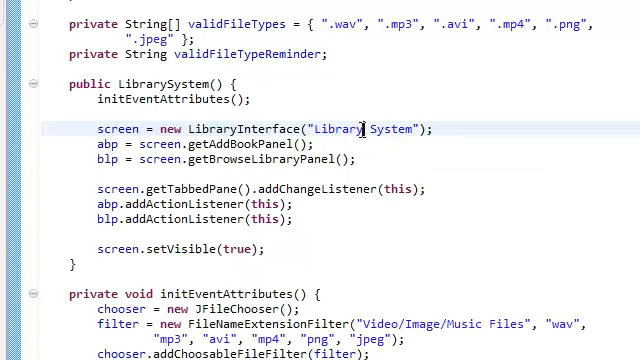 private String[] validFileTypes = { ".wav", ".mp3", ".avi", ".mp4", ".png",
".jpeg" };
private String validFileTypeReminder;
public LibrarySystem() {
initEventAttributes();
screen = new LibraryInterface("Library System");
abp = screen.getAddBookPanel();
blp = screen.getBrowseLibraryPanel();
screen.getTabbedPane().addChangeListener(this);
abp.addActionListener(this);
blp.addActionListener(this);
screen.setVisible(true);
}
private void initEventAttributes() {
chooser = new JFileChooser();
filter = new FileNameExtensionFilter("Video/Image/Music Files", "wav",
"mp3", "avi", "mp4", "png", "jpeg");
chooser.addChoosableFileFilter(filter);